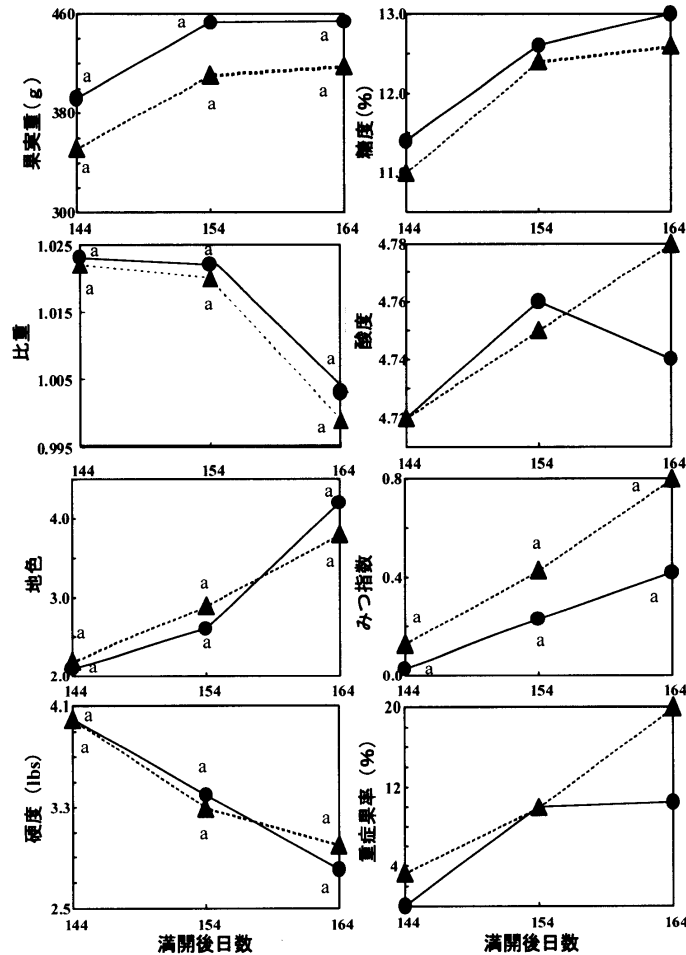 果実重(g)
460
380
300
a
a
a
a
a
a
144
154
164
糖度(%)
13.0
12.0
11.
144
154
164
比重
1.025
1.015
1.005
0.995
a
a
a
a
a
a
144
154
164
酸度
4.78
4.76
4.74
4.72
144
154
164
地色
4.0
3.0
2.0
a
a
a
a
a
a
144
154
164
みつ指数
0.8
0.4
0.0
a
a
a
a
a
a
144
154
164
硬度 (lbs)
4.1
3.3
2.5
a
a
a
a
a
a
144
154
164
満開後日数
重症果率 (%)
20
12
4
144
154
164
満開後日数